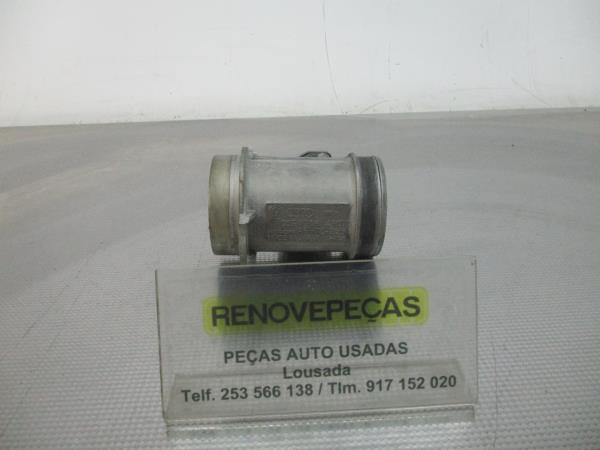 RENOVEPEÇAS
PEÇAS AUTO USADAS
Lousada
Telf. 253 566 138 / Tlm. 917 152 020